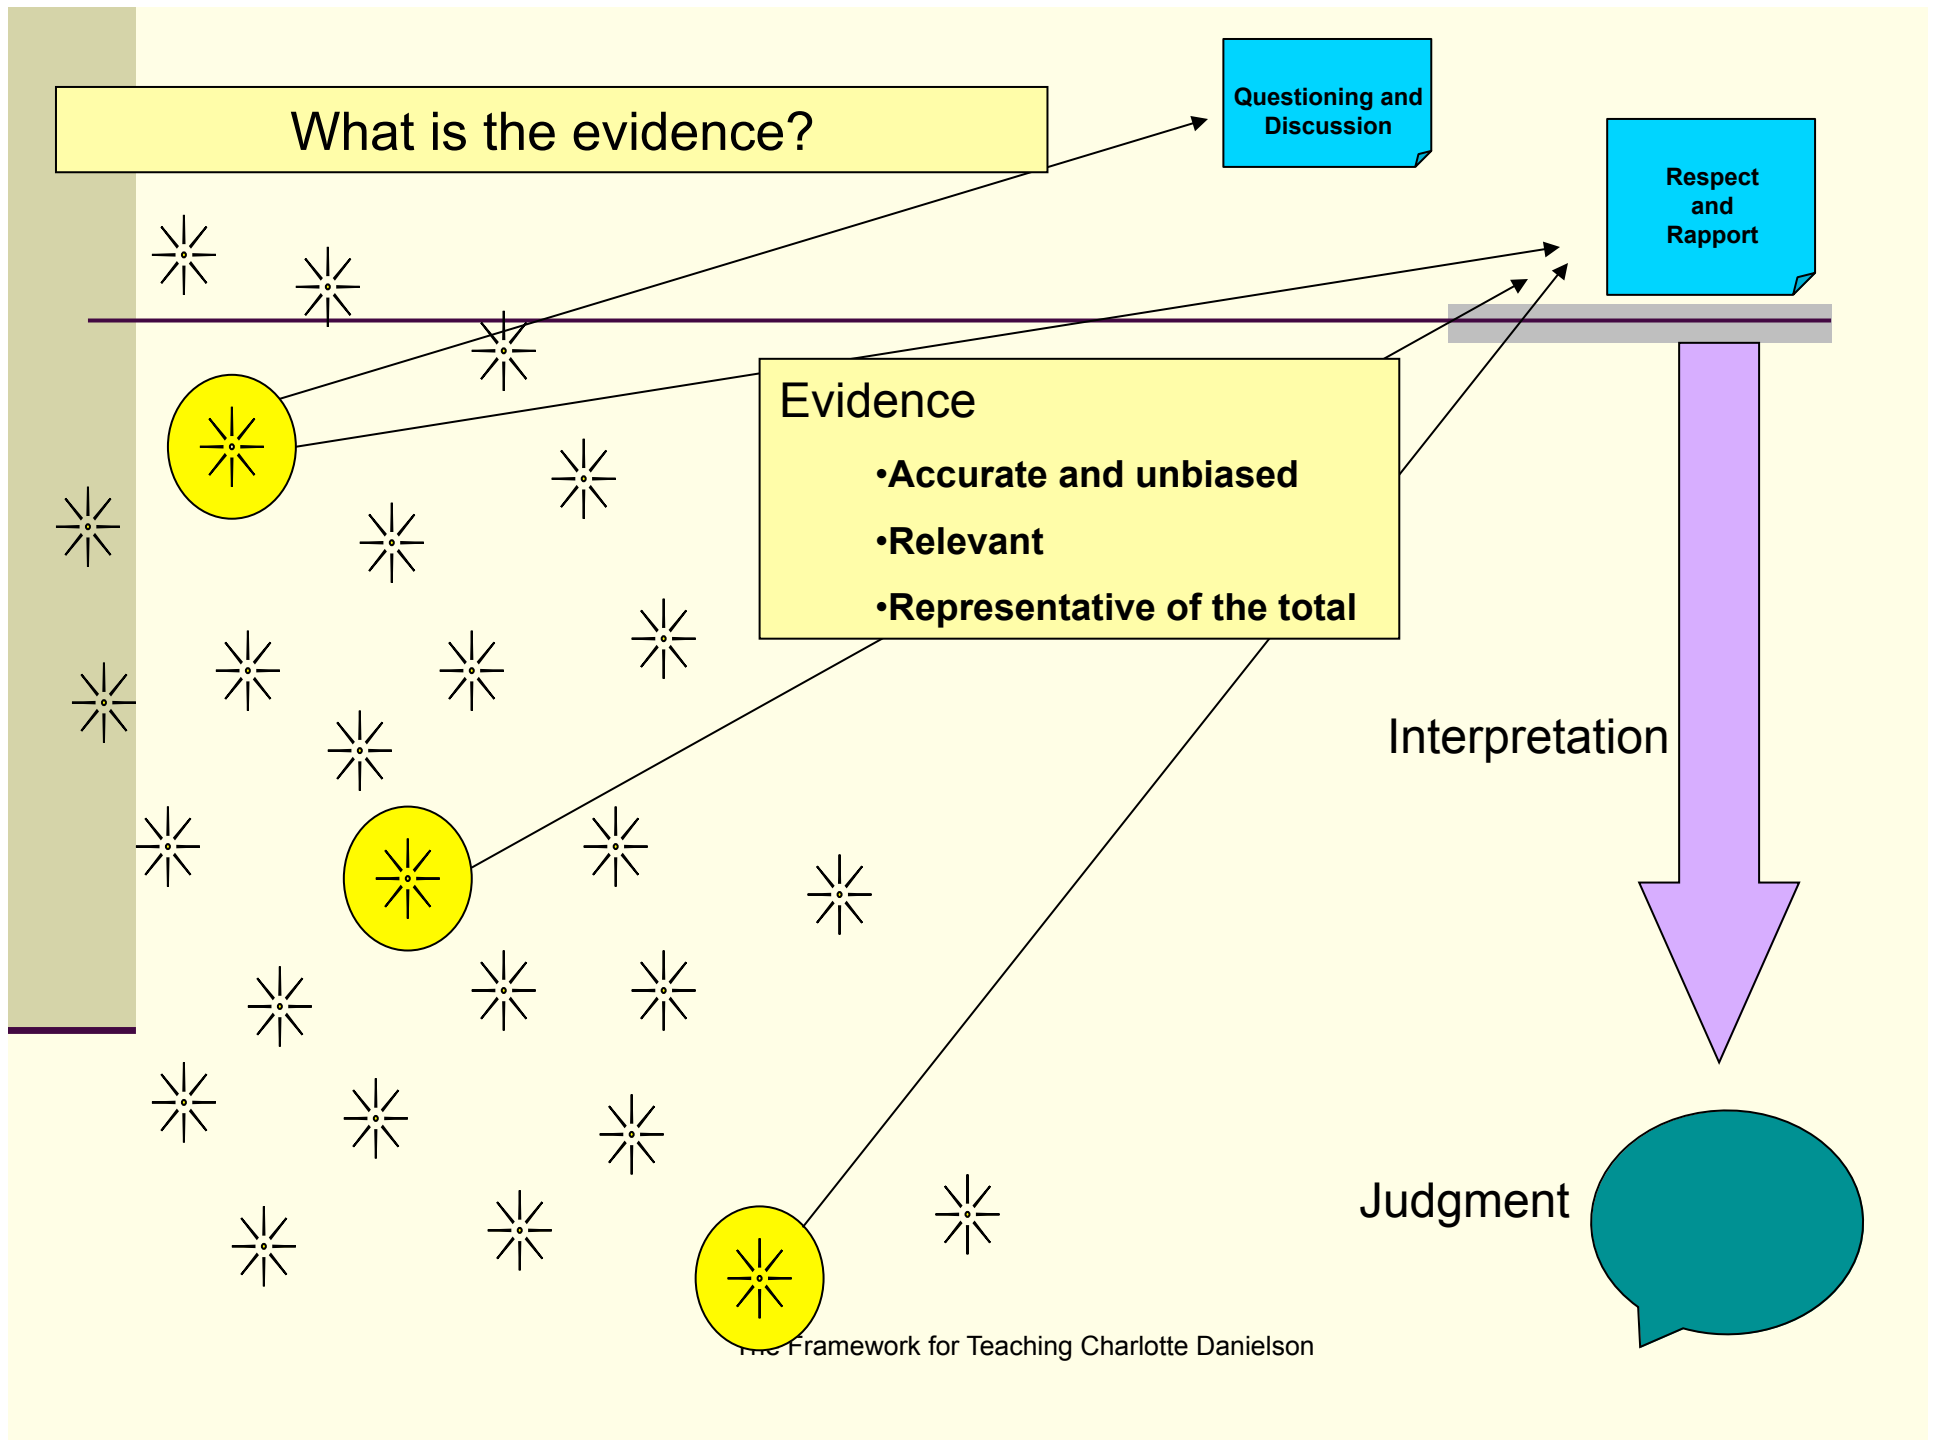 What is the evidence?
Questioning and
Discussion
Respect
and
Rapport
Evidence
•Accurate and unbiased
•Relevant
•Representative of the total
Interpretation
Judgment
The Framework for Teaching Charlotte Danielson